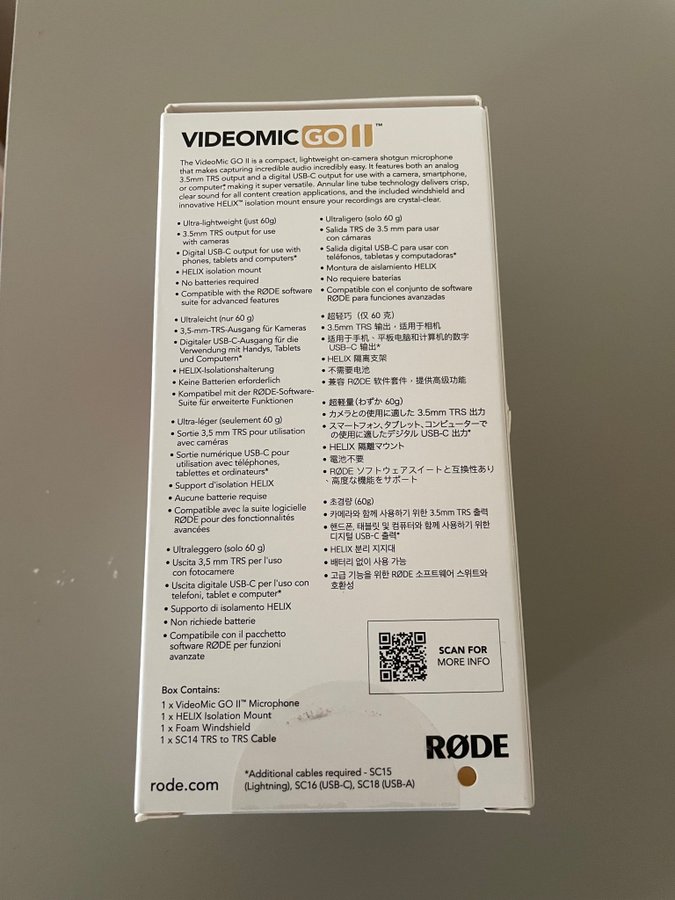 VIDEOMIC GO II™
The VideoMic GO II is a compact, lightweight on-camera shotgun microphone
that makes capturing incredible audio incredibly easy. It features both an analog
3.5mm TRS output and a digital USB-C output for use with a camera, smartphone,
or computer*, making it super versatile. Annular line tube technology delivers crisp,
clear sound for all content creation applications, and the included windshield and
innovative HELIX™ isolation mount ensure your recordings are crystal-clear.
• Ultra-lightweight (just 60g)
• 3.5mm TRS output for use
with cameras
• Digital USB-C output for use with
phones, tablets and computers*
• HELIX isolation mount
• No batteries required
• Compatible with the RØDE software
suite for advanced features
• Ultraleicht (nur 60 g)
• 3,5-mm-TRS-Ausgang für Kameras
• Digitaler USB-C-Ausgang für die
Verwendung mit Handys, Tablets
und Computern*
• HELIX-Isolationshalterung
• Keine Batterien erforderlich
• Kompatibel mit der RØDE-Software-
Suite für erweiterte Funktionen
• Ultra-léger (seulement 60 g)
• Sortie 3,5 mm TRS pour utilisation
avec caméras
• Sortie numérique USB-C pour
utilisation avec téléphones,
tablettes et ordinateurs*
• Support d'isolation HELIX
• Aucune batterie requise
• Compatible avec la suite logicielle
RØDE pour des fonctionnalités
avancées
• Ultraleggero (solo 60 g)
• Uscita 3,5 mm TRS per l'uso
con fotocamere
• Uscita digitale USB-C per l'uso con
telefoni, tablet e computer*
• Supporto di isolamento HELIX
• Non richiede batterie
• Compatibile con il pacchetto
software RØDE per funzioni
avanzate
• Ultraligero (solo 60 g)
• Salida TRS de 3.5 mm para usar
con cámaras
• Salida digital USB-C para usar con
teléfonos, tabletas y computadoras*
• Montura de aislamiento HELIX
• No requiere baterías
• Compatible con el conjunto de software
RØDE para funciones avanzadas
• 超轻巧（仅 60 克）
• 3.5mm TRS 输出，适用于相机
• 适用于手机、平板电脑和计算机的数字
USB-C 输出*
• HELIX 隔离支架
• 不需要电池
• 兼容 RØDE 软件套件，提供高级功能
• 超軽量（わずか 60g）
• カメラとの使用に適した 3.5mm TRS 出力
• スマートフォン、タブレット、コンピューターで
の使用に適したデジタル USB-C 出力*
• HELIX 隔離マウント
• 電池不要
• RØDE ソフトウェアスイートと互換性あり
、高度な機能をサポート
• 초경량 (60g)
• 카메라와 함께 사용하기 위한 3.5mm TRS 출력
• 핸드폰, 태블릿 및 컴퓨터와 함께 사용하기 위한
디지털 USB-C 출력*
• HELIX 분리 지지대
• 배터리 없이 사용 가능
• 고급 기능을 위한 RØDE 소프트웨어 스위트와
호환성
SCAN FOR
MORE INFO
Box Contains:
1 x VideoMic GO II™ Microphone
1 x HELIX Isolation Mount
1 x Foam Windshield
1 x SC14 TRS to TRS Cable
RØDE
rode.com
*Additional cables required - SC15
(Lightning), SC16 (USB-C), SC18 (USB-A)